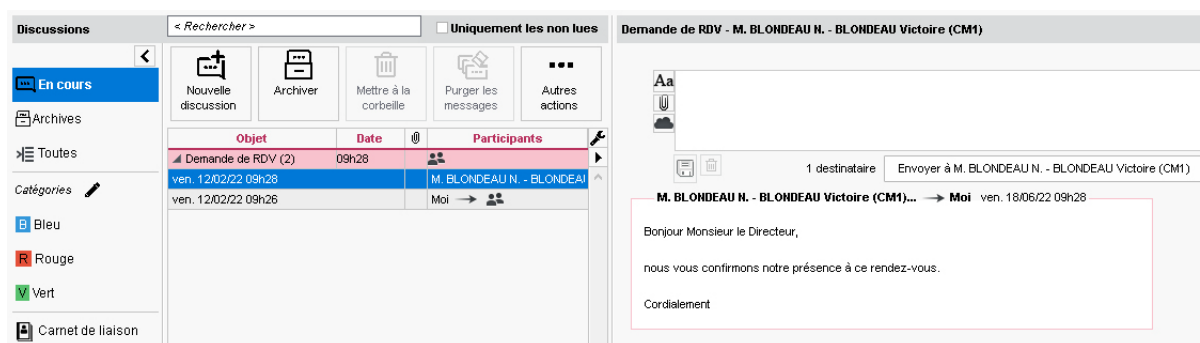 Discussions
< Rechercher >
Uniquement les non lues
Demande de RDV - M. BLONDEAU N. - BLONDEAU Victoire (CM1)
En cours
Archives
Toutes
Catégories
B Bleu
R Rouge
V Vert
Carnet de liaison
Nouvelle discussion
Archiver
Mettre à la corbeille
Purger les messages
Autres actions
Objet Date Participants
Demande de RDV (2) 09h28
ven. 12/02/22 09h28 M. BLONDEAU N. - BLONDEAU
ven. 12/02/22 09h26 Moi
Aa
1 destinataire
Envoyer à M. BLONDEAU N. - BLONDEAU Victoire (CM1)
M. BLONDEAU N. - BLONDEAU Victoire (CM1)... → Moi ven. 18/06/22 09h28
Bonjour Monsieur le Directeur,
nous vous confirmons notre présence à ce rendez-vous.
Cordialement